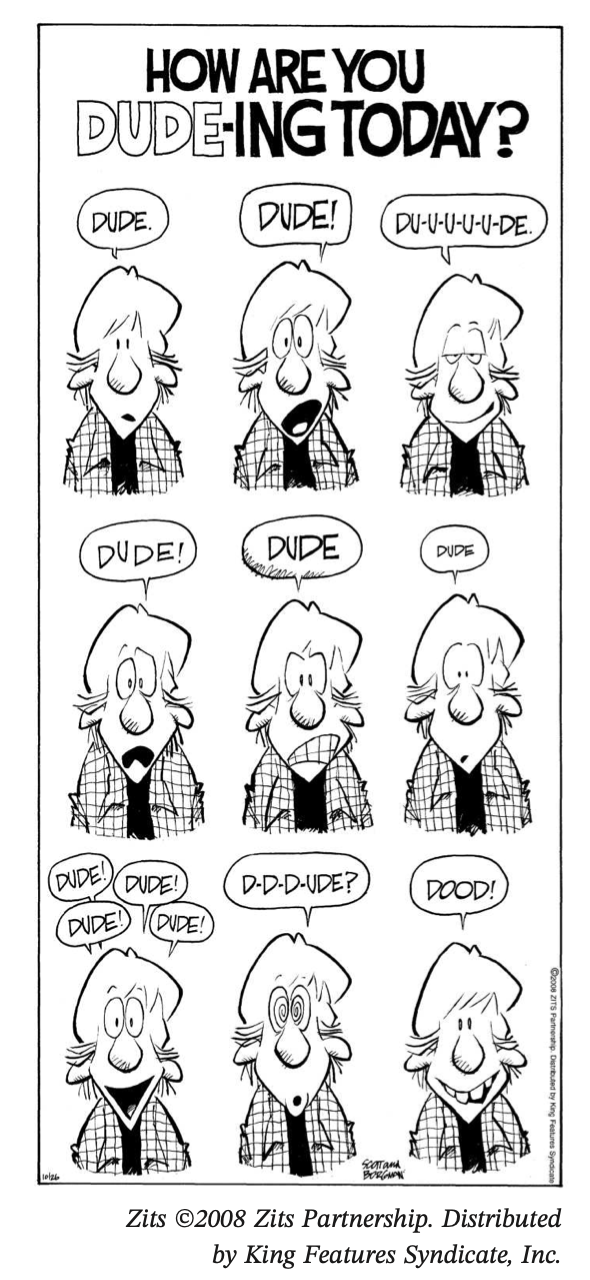 HOW ARE YOU
DUDE-ING TODAY?
DUDE.
DUDE!
DU-U-U-U-U-DE.
DUDE!
DUDE
DUDE
DUDE!
DUDE!
DUDE!
DUDE!
D-D-D-UDE?
DOOD!
©2008 ZITS Partnership. Distributed by King Features Syndicate
10/26
SCOTT AND
BORGMAN
Zits ©2008 Zits Partnership. Distributed
by King Features Syndicate, Inc.